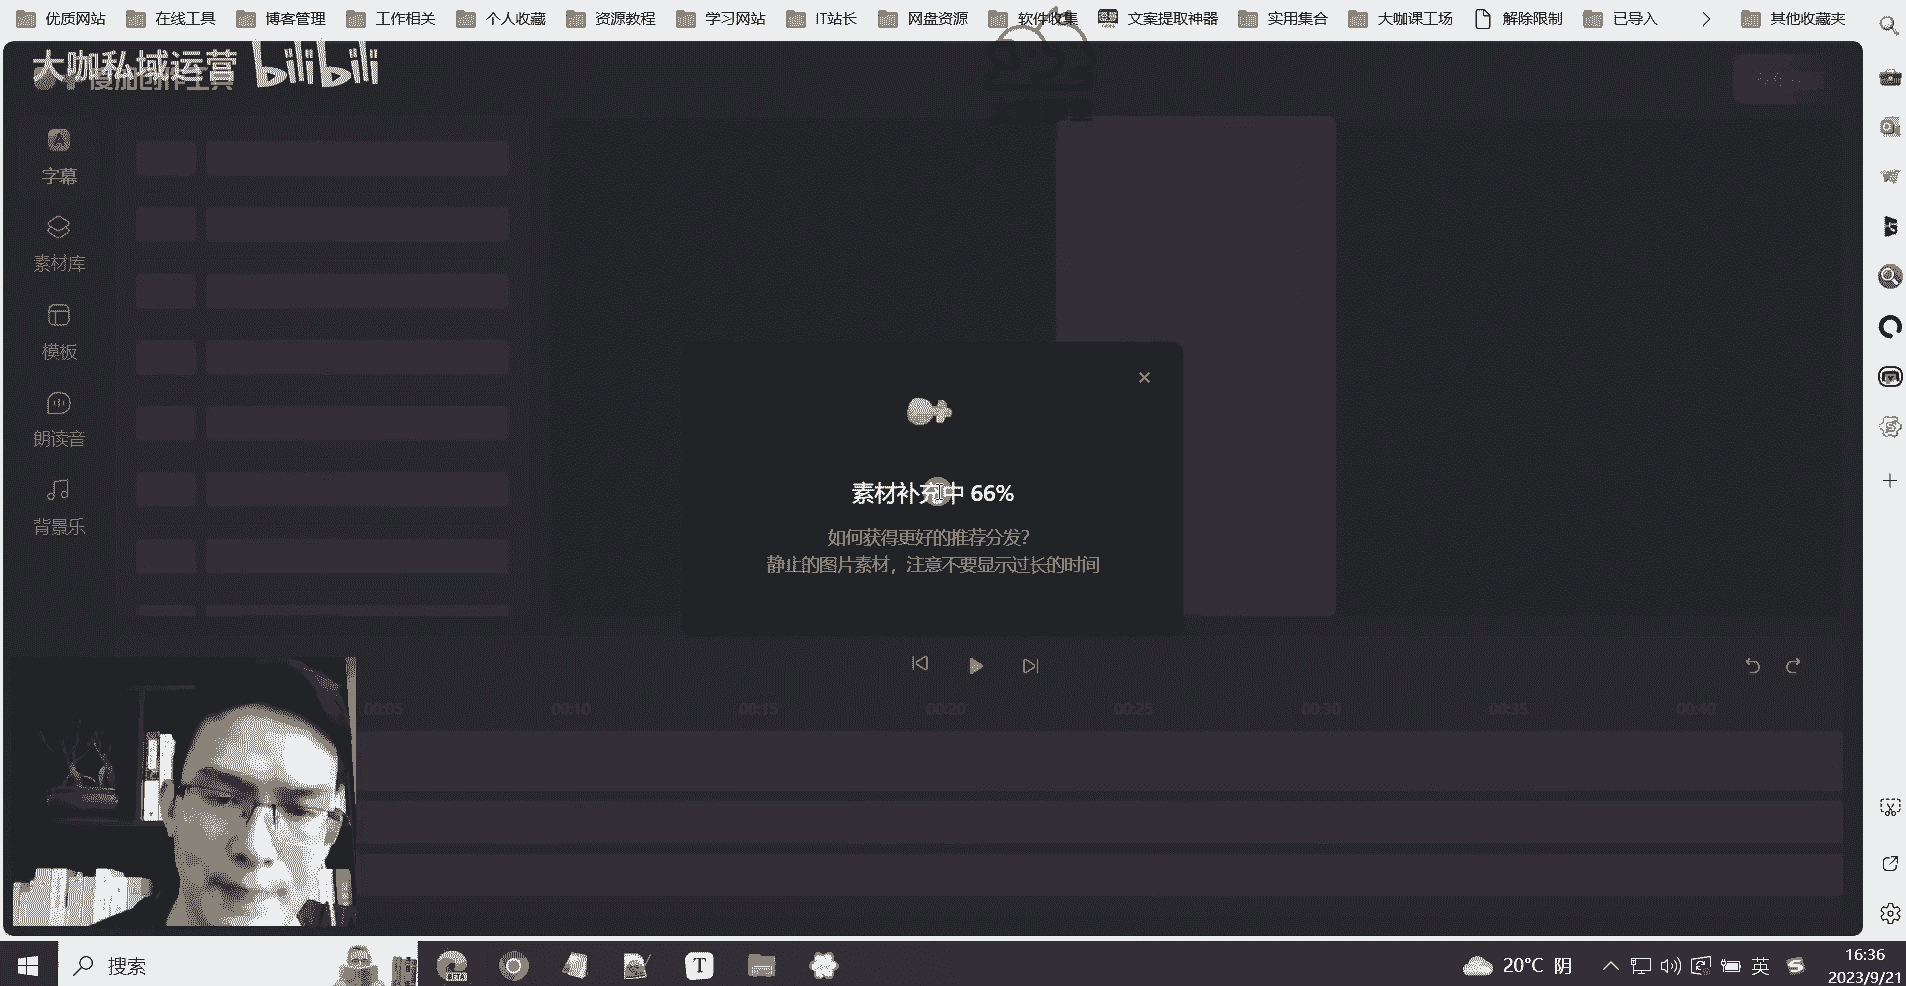 优质网站 在线工具 博客管理 工作相关 个人收藏 资源教程 学习网站 IT站长 网盘资源 软件收集 文案提取神器 实用集合 大咖课工场 解除限制 已导入 其他收藏夹
大咖私域运营 bilibili
度加创作工具
字幕
素材库
模板
朗读音
背景乐
素材补充中 66%
如何获得更好的推荐分发?
静止的图片素材，注意不要显示过长的时间
00:05 00:10 00:15 00:20 00:25 00:30 00:35 00:40
搜索
BETA
T
20°C 阴
英
16:36
2023/9/21